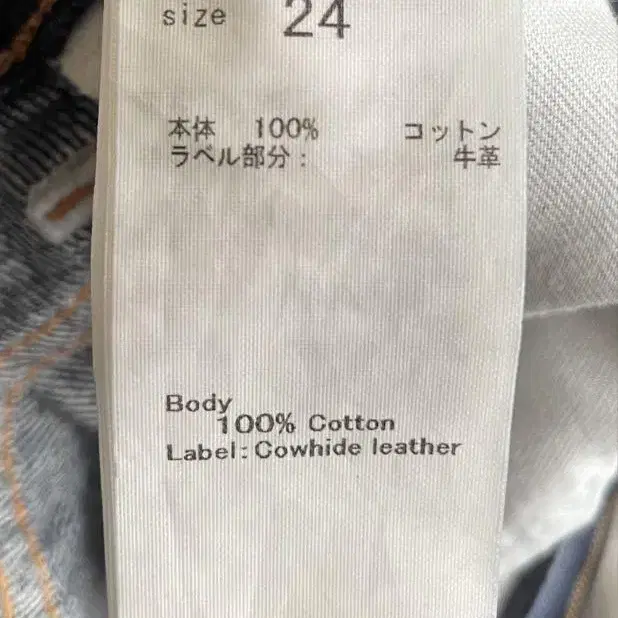 size 24
本体 100% コットン
ラベル部分: 牛革
Body
100% Cotton
Label:Cowhide leather